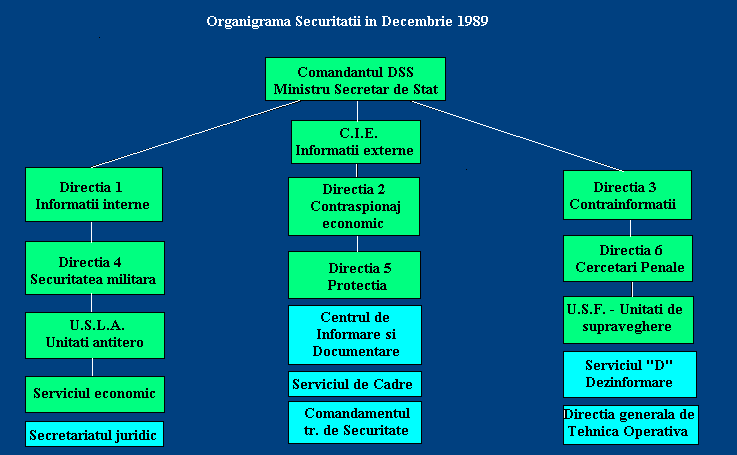 Organigrama Securitatii in Decembrie 1989
Comandantul DSS
Ministru Secretar de Stat
C.I.E.
Informatii externe
Directia 1
Informatii interne
Directia 2
Contraspionaj
economic
Directia 3
Contrainformatii
Directia 4
Securitatea militara
Directia 5
Protectia
Directia 6
Cercetari Penale
U.S.L.A.
Unitati antitero
Centrul de
Informare si
Documentare
U.S.F. - Unitati de
supraveghere
Serviciul economic
Serviciul de Cadre
Serviciul "D"
Dezinformare
Secretariatul juridic
Comandamentul
tr. de Securitate
Directia generala de
Tehnica Operativa